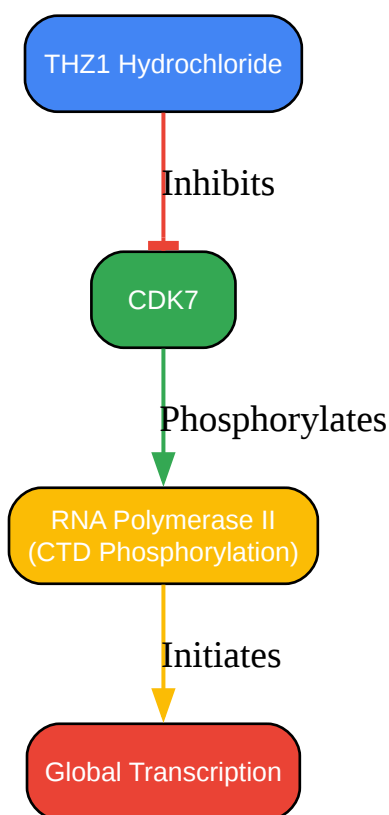 THZ1 Hydrochloride
Inhibits
CDK7
Phosphorylates
RNA Polymerase II
(CTD Phosphorylation)
Initiates
Global Transcription